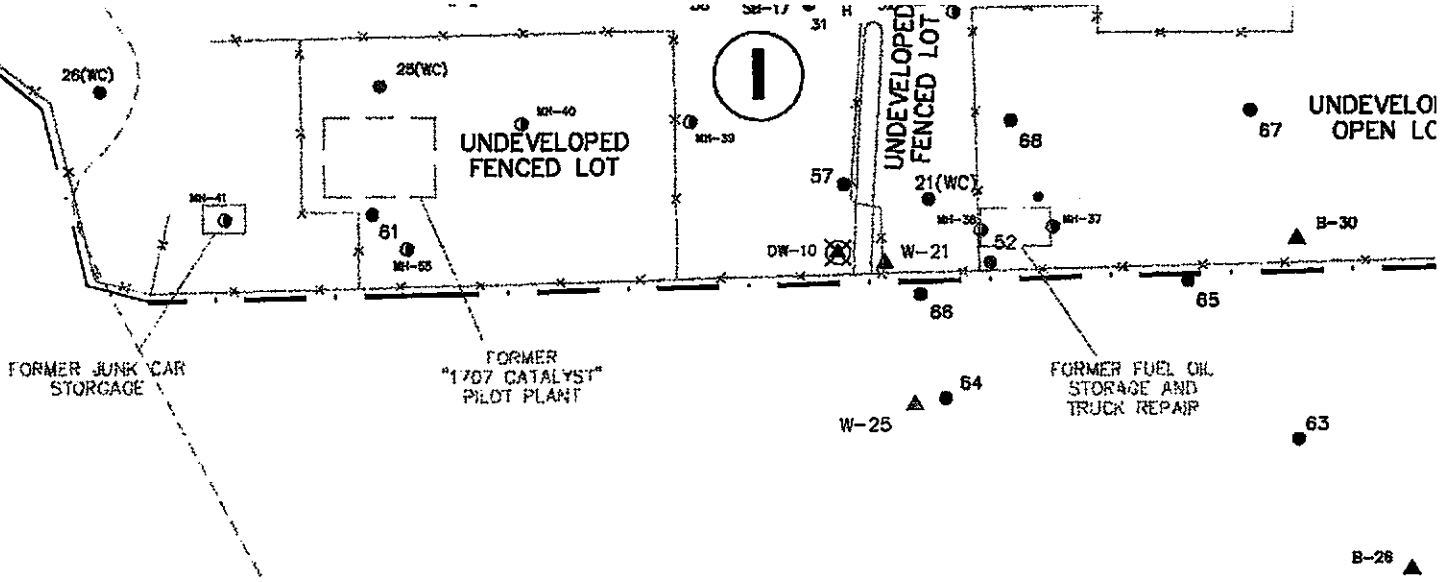 SB-17
31
H
26(WC)
25(WC)
MH-40
UNDEVELOPED
FENCED LOT
MH-39
I
UNDEVELOPED
FENCED LOT
68
67
UNDEVELO
OPEN LO
57
21(WC)
MH-41
61
MH-55
DW-10
W-21
MH-36
MH-37
52
B-30
66
65
FORMER JUNK CAR
STORGAGE
FORMER
"1707 CATALYST"
PILOT PLANT
FORMER FUEL OIL
STORAGE AND
TRUCK REPAIR
64
W-25
63
B-28